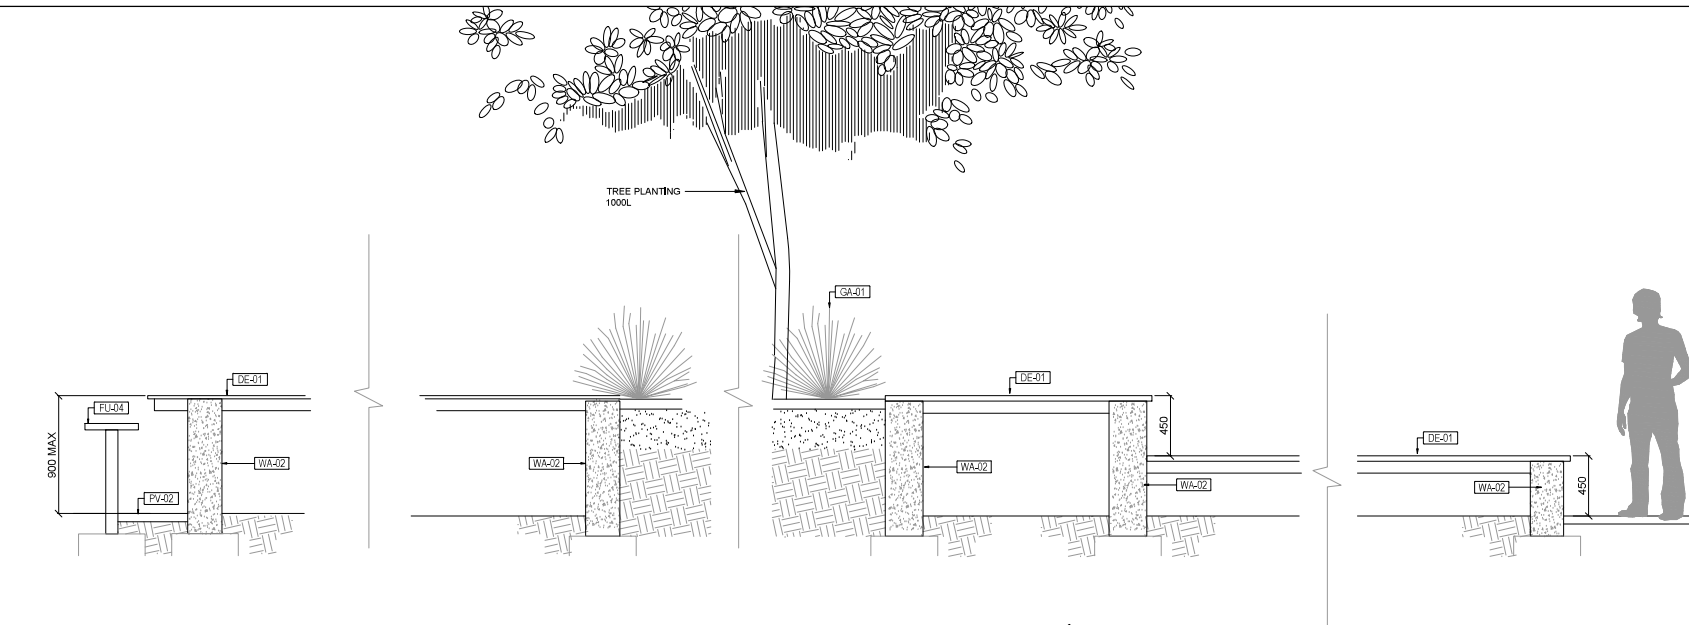 TREE PLANTING
1000L
GA-01
DE-01
DE-01
FU-04
450
DE-01
900 MAX
WA-02
WA-02
WA-02
WA-02
WA-02
450
PV-02